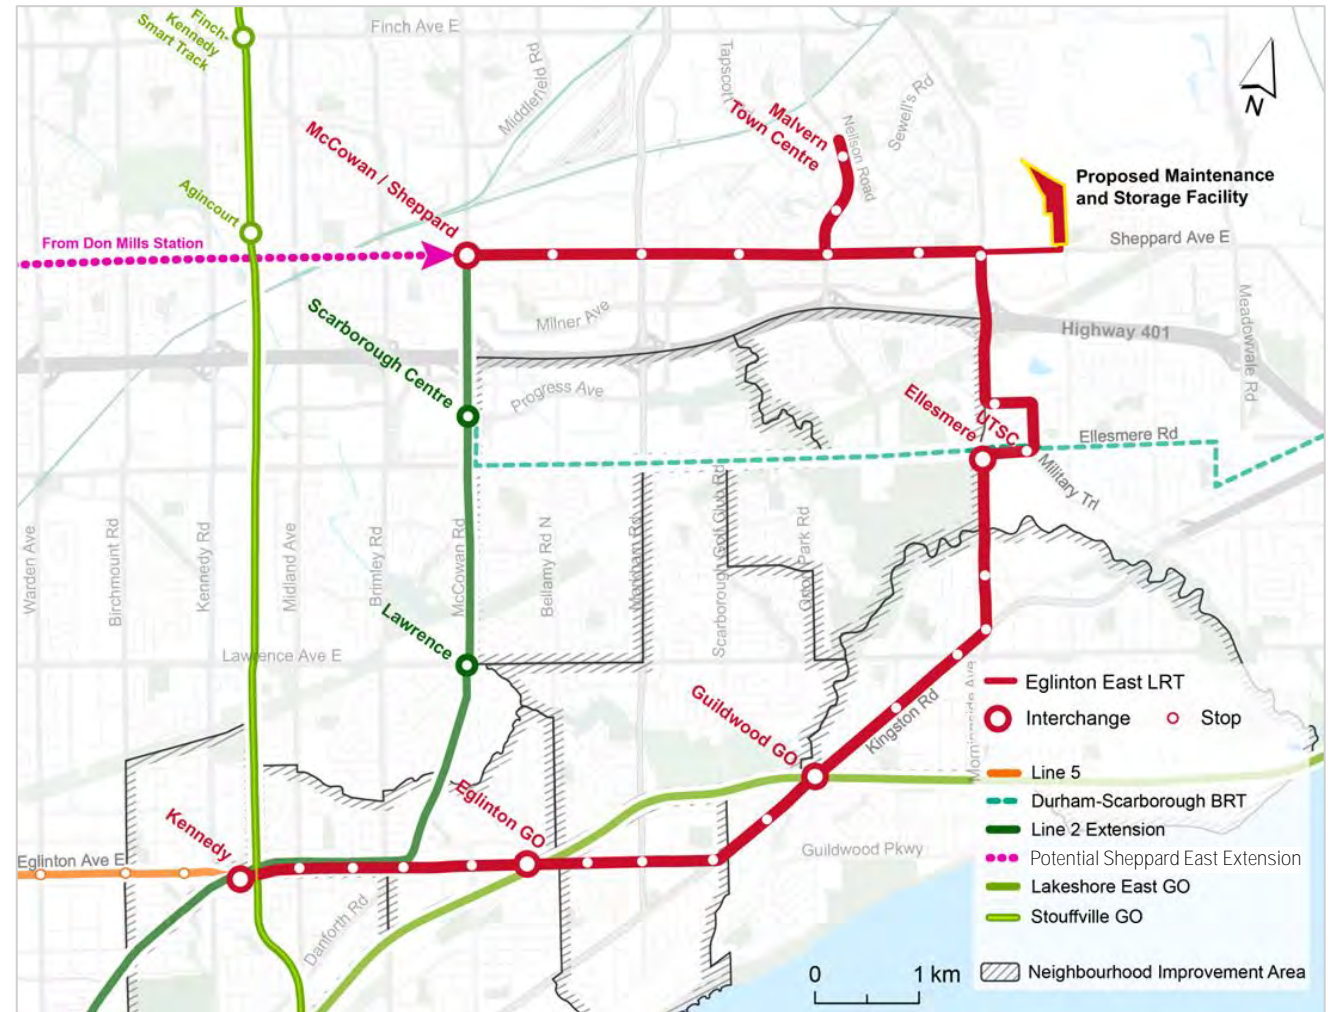 Finch-
Kennedy
Smart Track
Finch Ave E
Middlefield Rd
Tapscott
Sewell's Rd
N
McCowan / Sheppard
Malvern
Town Centre
Neilson Road
Proposed Maintenance
and Storage Facility
Agincourt
From Don Mills Station
Sheppard Ave E
Scarborough Centre
Milner Ave
Highway 401
Meadowvale Rd
Progress Ave
Ellesmere
UTSC
Ellesmere Rd
Military Trl
Warden Ave
Birchmount Rd
Kennedy Rd
Midland Ave
Brimley Rd
McCowan Rd
Bellamy Rd N
Markham Rd
Scarborough Golf Club Rd
Orton Park Rd
Lawrence
Lawrence Ave E
Guildwood GO
Kingston Rd
Morningside Ave
Eglinton East LRT
Interchange
Stop
Line 5
Durham-Scarborough BRT
Line 2 Extension
Potential Sheppard East Extension
Lakeshore East GO
Stouffville GO
Neighbourhood Improvement Area
Kennedy
Eglinton GO
Eglinton Ave E
Guildwood Pkwy
Danforth Rd
0 1 km